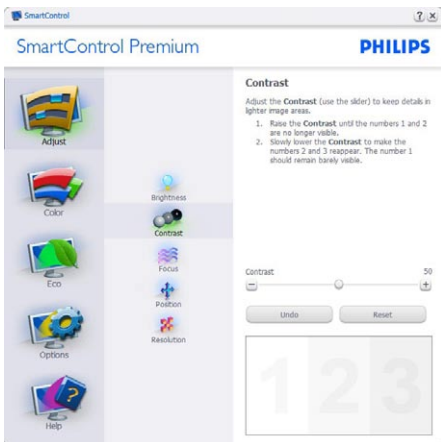 SmartControl
? ×
SmartControl Premium
PHILIPS
Adjust
Color
Eco
Options
Help
Brightness
Contrast
Focus
Position
Resolution
Contrast
Adjust the Contrast (use the slider) to keep details in
lighter image areas.
1. Raise the Contrast until the numbers 1 and 2
are no longer visible.
2. Slowly lower the Contrast to make the
numbers 2 and 3 reappear. The number 1
should remain barely visible.
Contrast 50
− +
Undo Reset
1 2 3